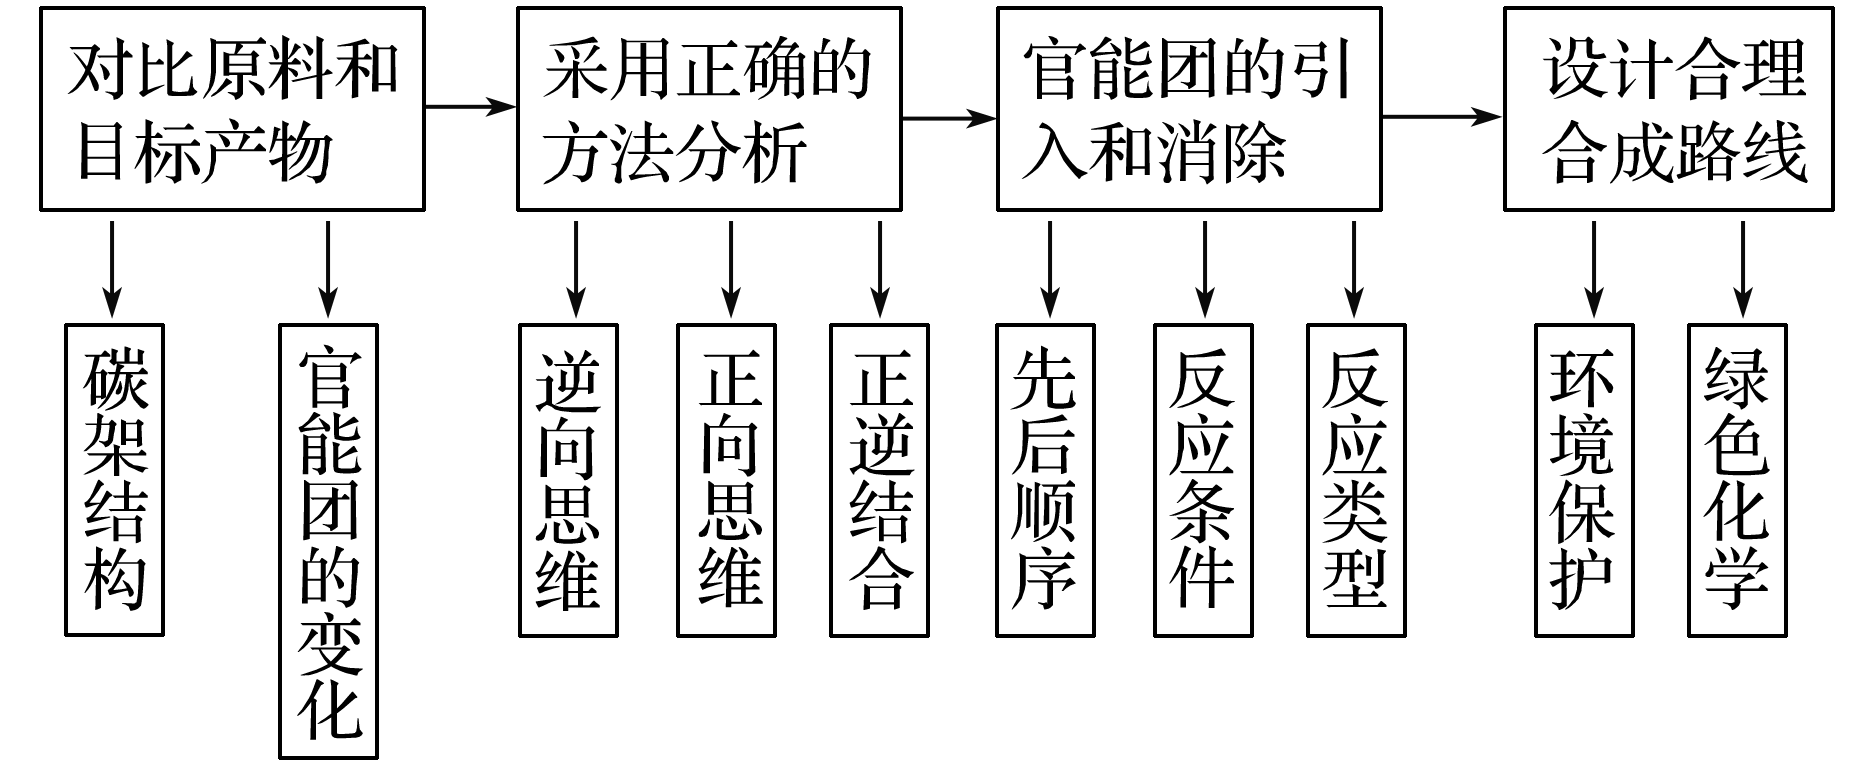 对比原料和
目标产物
采用正确的
方法分析
官能团的引
入和消除
设计合理
合成路线
碳架结构
官能团的变化
逆向思维
正向思维
正逆结合
先后顺序
反应条件
反应类型
环境保护
绿色化学